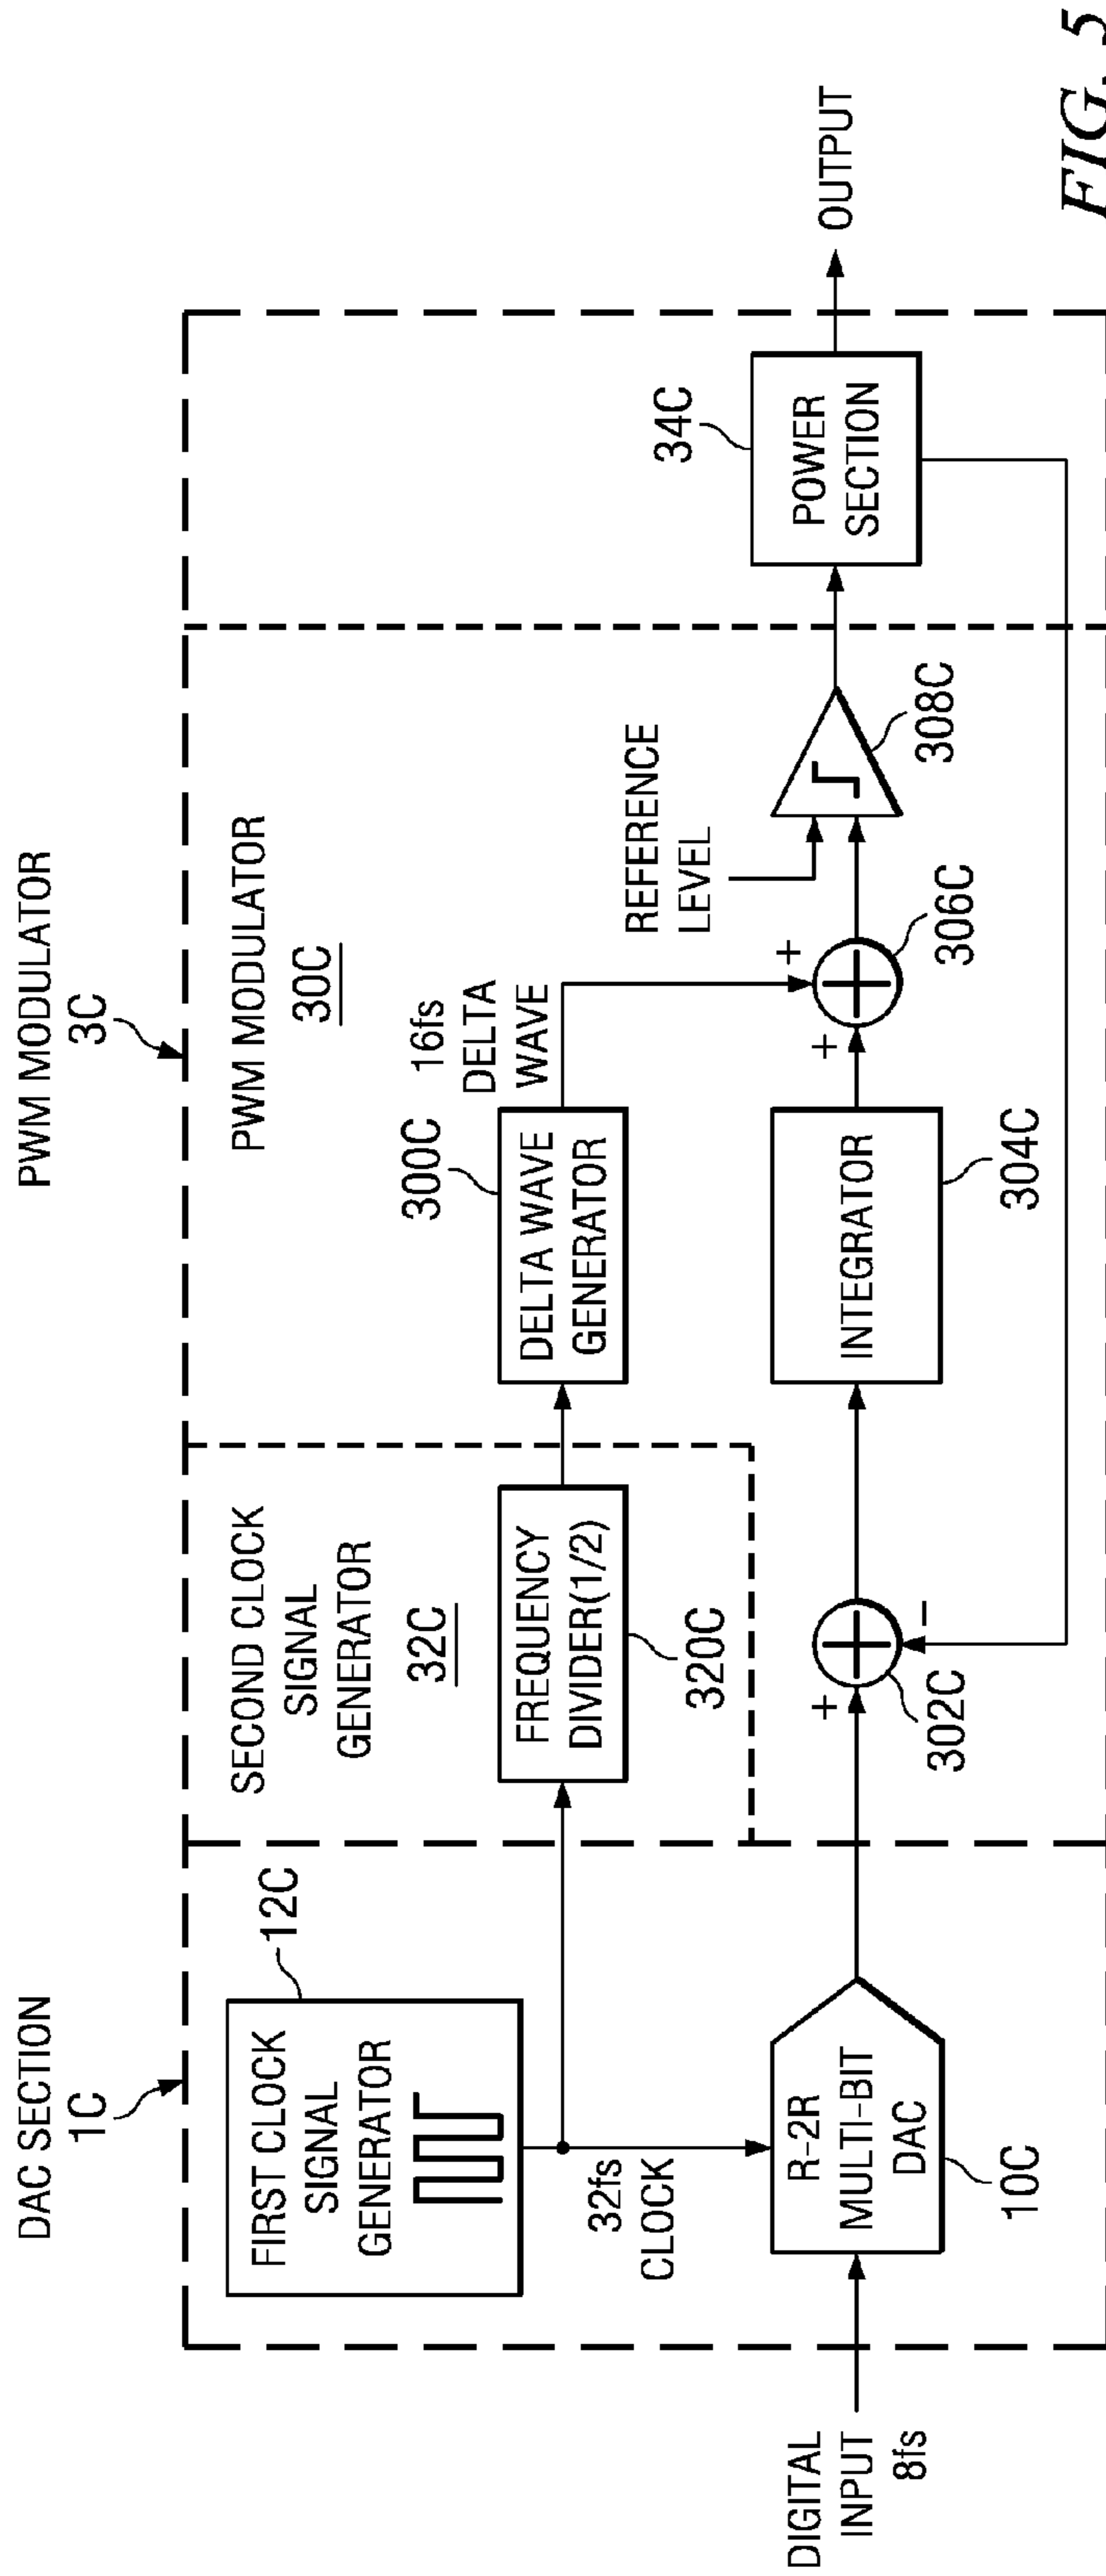 DAC SECTION
1C
PWM MODULATOR
3C
FIRST CLOCK
SIGNAL
GENERATOR
12C
SECOND CLOCK
SIGNAL
GENERATOR
32C
PWM MODULATOR
30C
32fs
CLOCK
FREQUENCY
DIVIDER(1/2)
320C
DELTA WAVE
GENERATOR
300C
16fs
DELTA
WAVE
REFERENCE
LEVEL
34C
POWER
SECTION
OUTPUT
DIGITAL
INPUT
8fs
R-2R
MULTI-BIT
DAC
10C
+
−
302C
INTEGRATOR
304C
+
+
306C
308C
FIG. 5